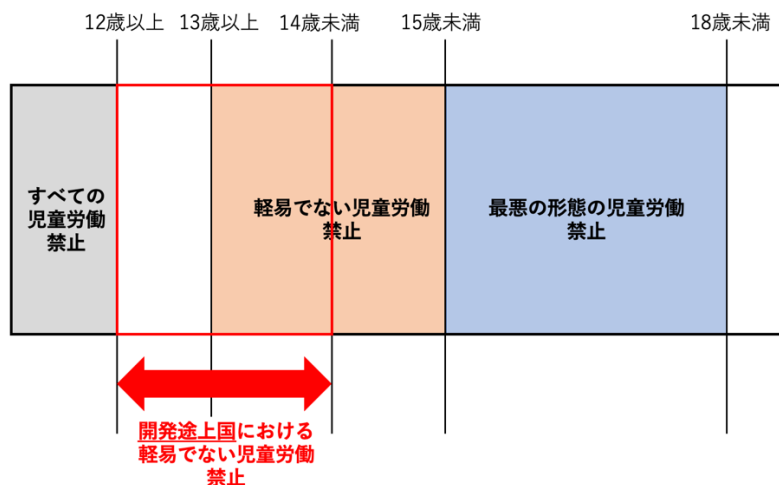 12歳以上
13歳以上
14歳未満
15歳未満
18歳未満
すべての
児童労働
禁止
軽易でない児童労働
禁止
最悪の形態の児童労働
禁止
開発途上国における
軽易でない児童労働
禁止